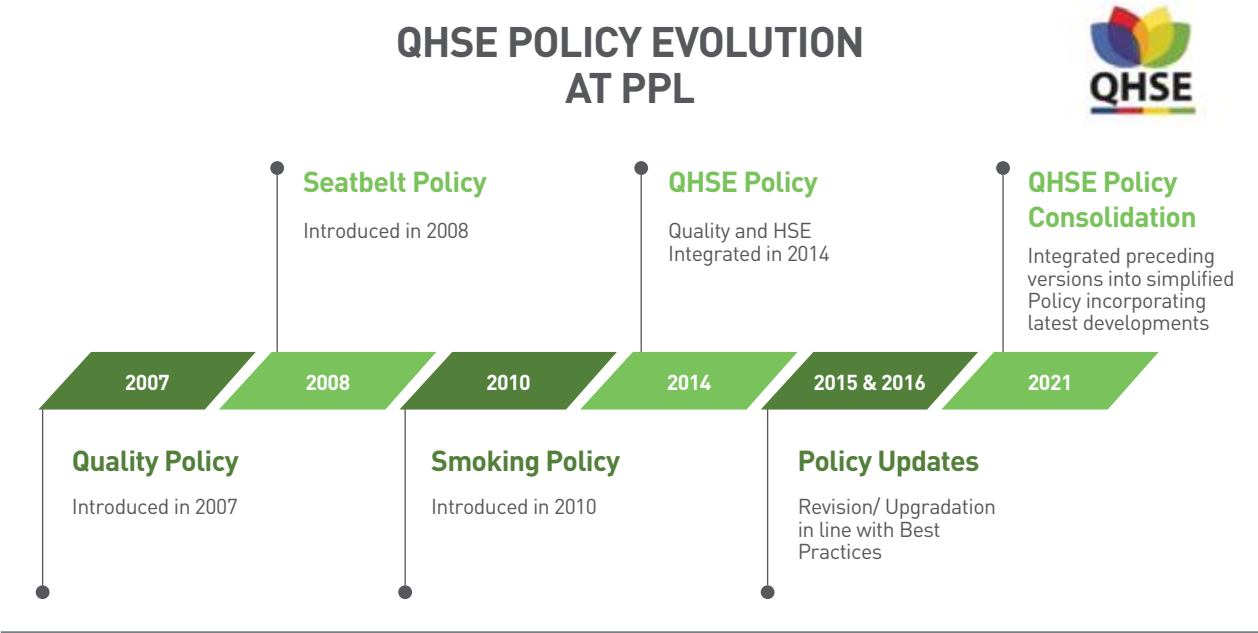 QHSE POLICY EVOLUTION
AT PPL
QHSE
Seatbelt Policy
Introduced in 2008
QHSE Policy
Quality and HSE
Integrated in 2014
QHSE Policy
Consolidation
Integrated preceding
versions into simplified
Policy incorporating
latest developments
2007
2008
2010
2014
2015 & 2016
2021
Quality Policy
Introduced in 2007
Smoking Policy
Introduced in 2010
Policy Updates
Revision/ Upgradation
in line with Best
Practices